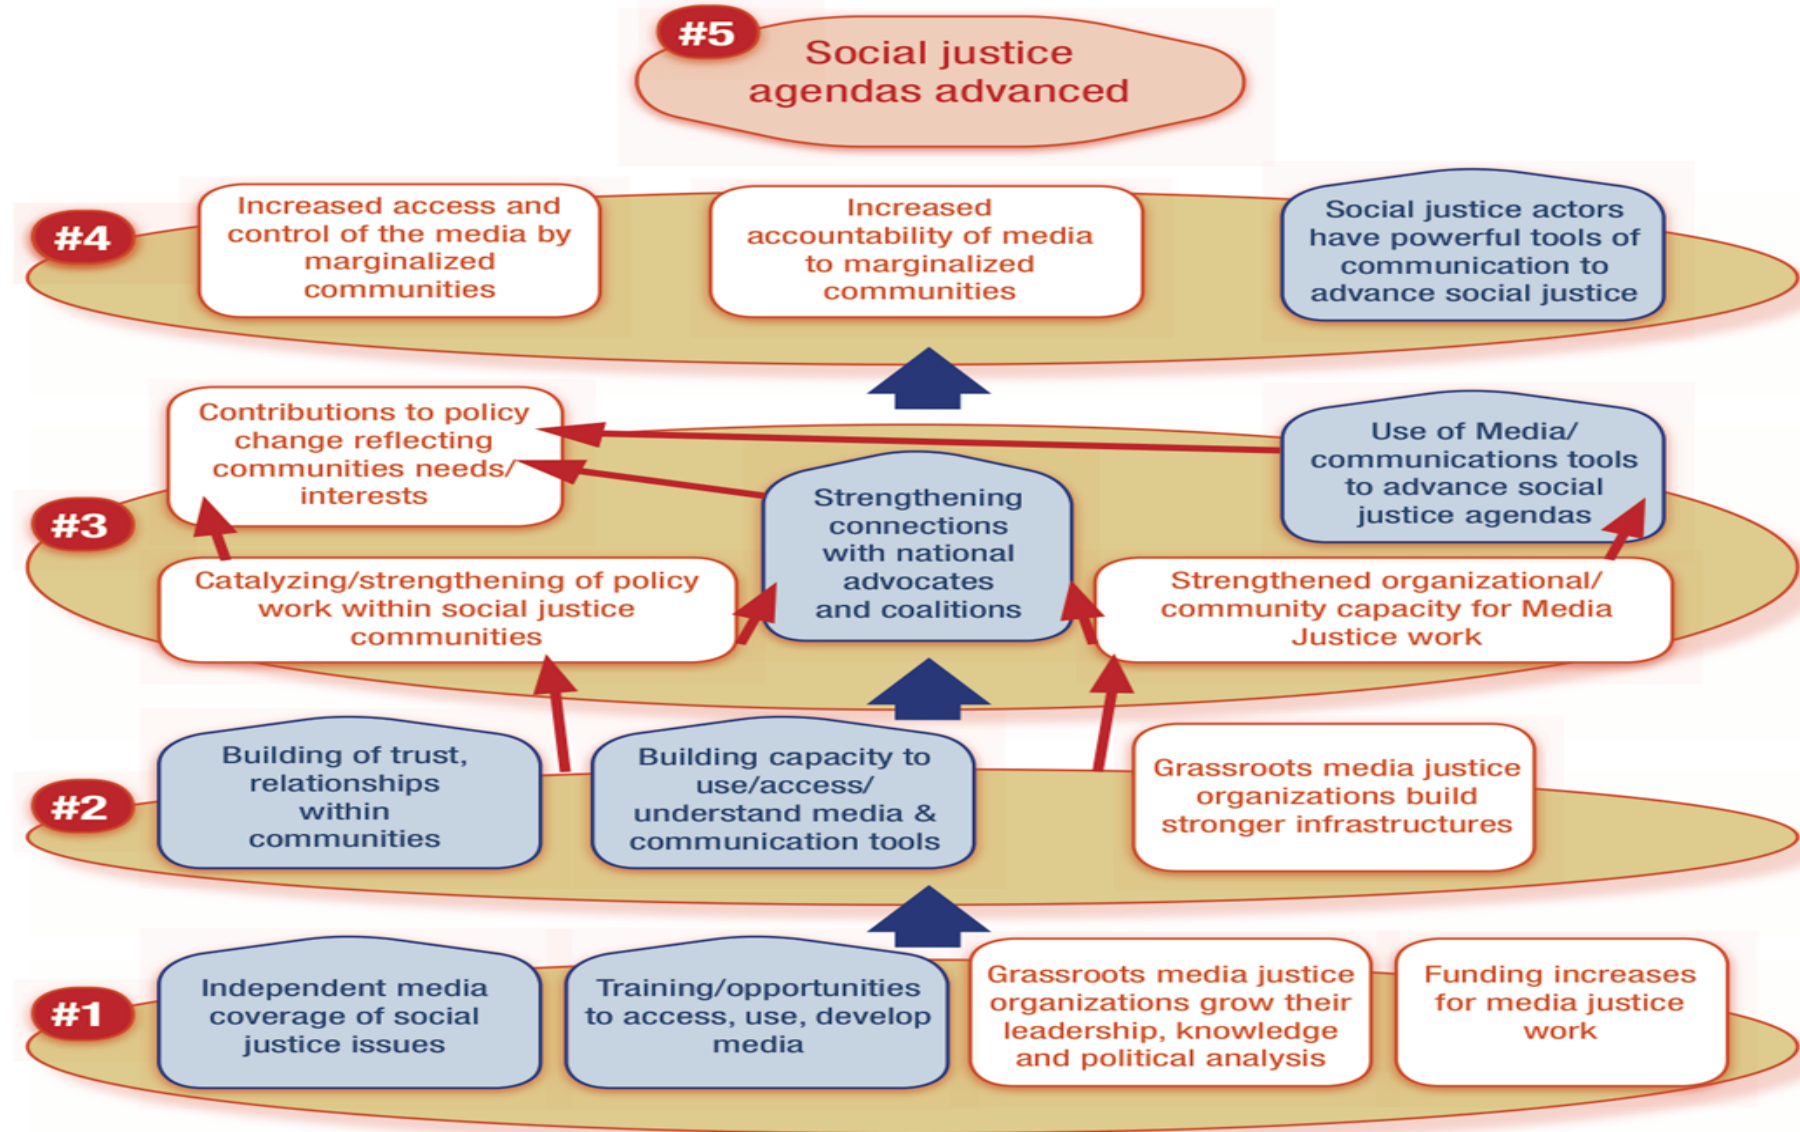 #5
Social justice
agendas advanced
#4
Increased access and
control of the media by
marginalized
communities
Increased
accountability of media
to marginalized
communities
Social justice actors
have powerful tools of
communication to
advance social justice
#3
Contributions to policy
change reflecting
communities needs/
interests
Use of Media/
communications tools
to advance social
justice agendas
Strengthening
connections
with national
advocates
and coalitions
Catalyzing/strengthening of policy
work within social justice
communities
Strengthened organizational/
community capacity for Media
Justice work
#2
Building of trust,
relationships
within
communities
Building capacity to
use/access/
understand media &
communication tools
Grassroots media justice
organizations build
stronger infrastructures
#1
Independent media
coverage of social
justice issues
Training/opportunities
to access, use, develop
media
Grassroots media justice
organizations grow their
leadership, knowledge
and political analysis
Funding increases
for media justice
work